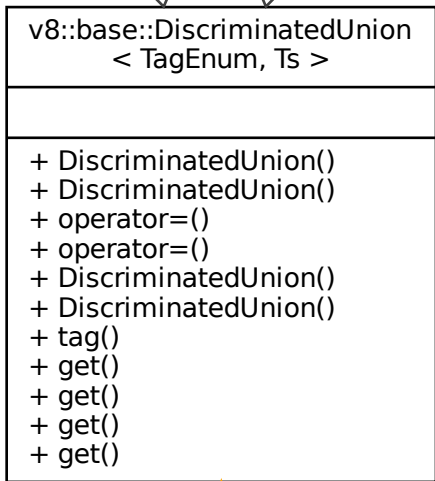 v8::base::DiscriminatedUnion
< TagEnum, Ts >
+ DiscriminatedUnion()
+ DiscriminatedUnion()
+ operator=()
+ operator=()
+ DiscriminatedUnion()
+ DiscriminatedUnion()
+ tag()
+ get()
+ get()
+ get()
+ get()